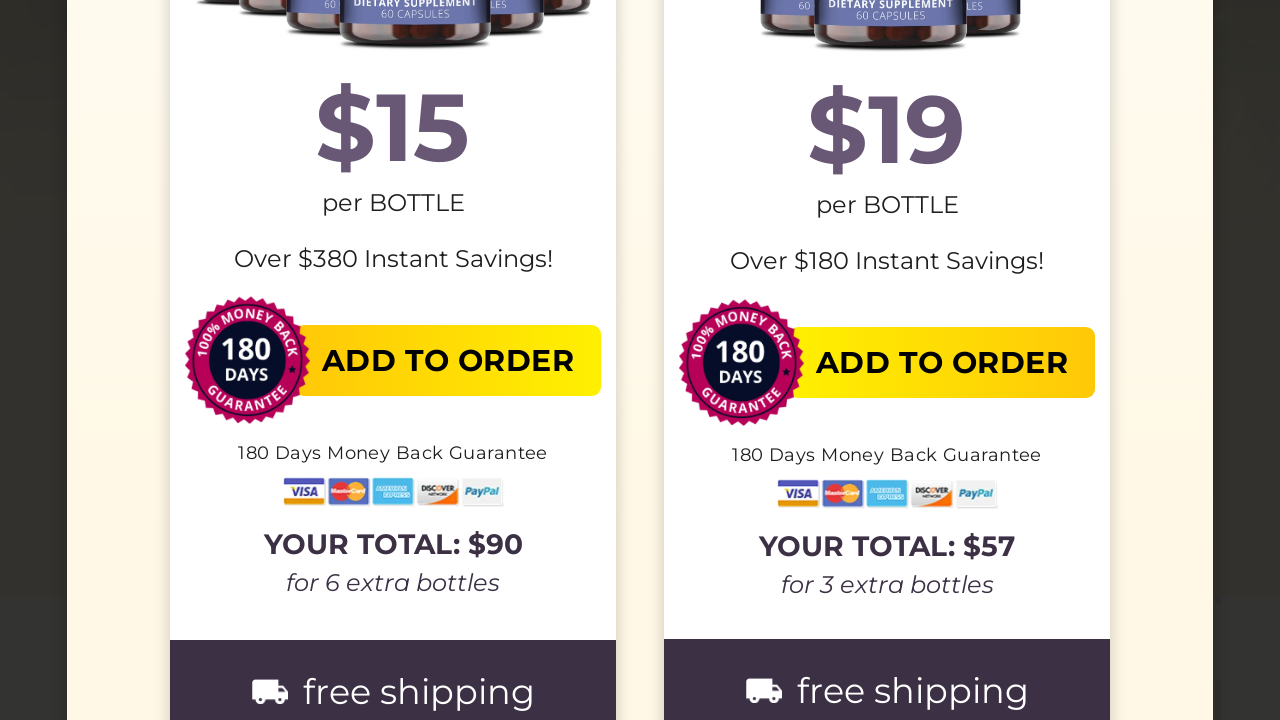 DIETARY SUPPLEMENT
60 CAPSULES
$15
per BOTTLE
Over $380 Instant Savings!
100% MONEY BACK
180
DAYS
GUARANTEE
ADD TO ORDER
180 Days Money Back Guarantee
VISA MasterCard AMERICAN EXPRESS DISCOVER NETWORK PayPal
YOUR TOTAL: $90
for 6 extra bottles
free shipping
DIETARY SUPPLEMENT
60 CAPSULES
$19
per BOTTLE
Over $180 Instant Savings!
100% MONEY BACK
180
DAYS
GUARANTEE
ADD TO ORDER
180 Days Money Back Guarantee
VISA MasterCard AMERICAN EXPRESS DISCOVER NETWORK PayPal
YOUR TOTAL: $57
for 3 extra bottles
free shipping